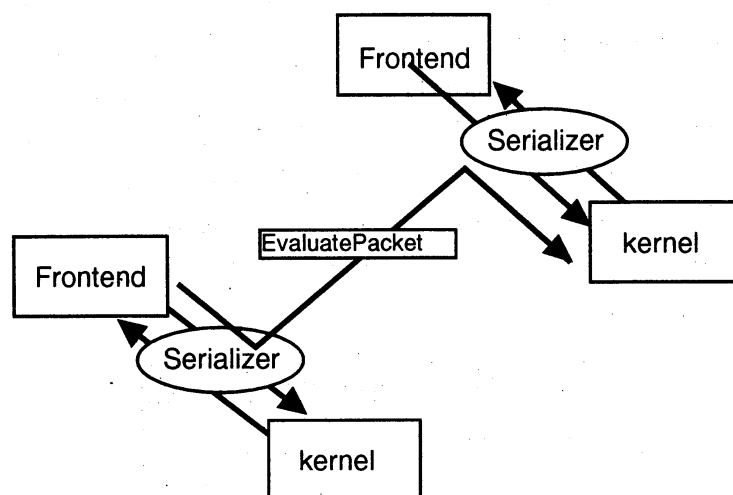 Frontend
Serializer
EvaluatePacket
kernel
Frontend
Serializer
kernel